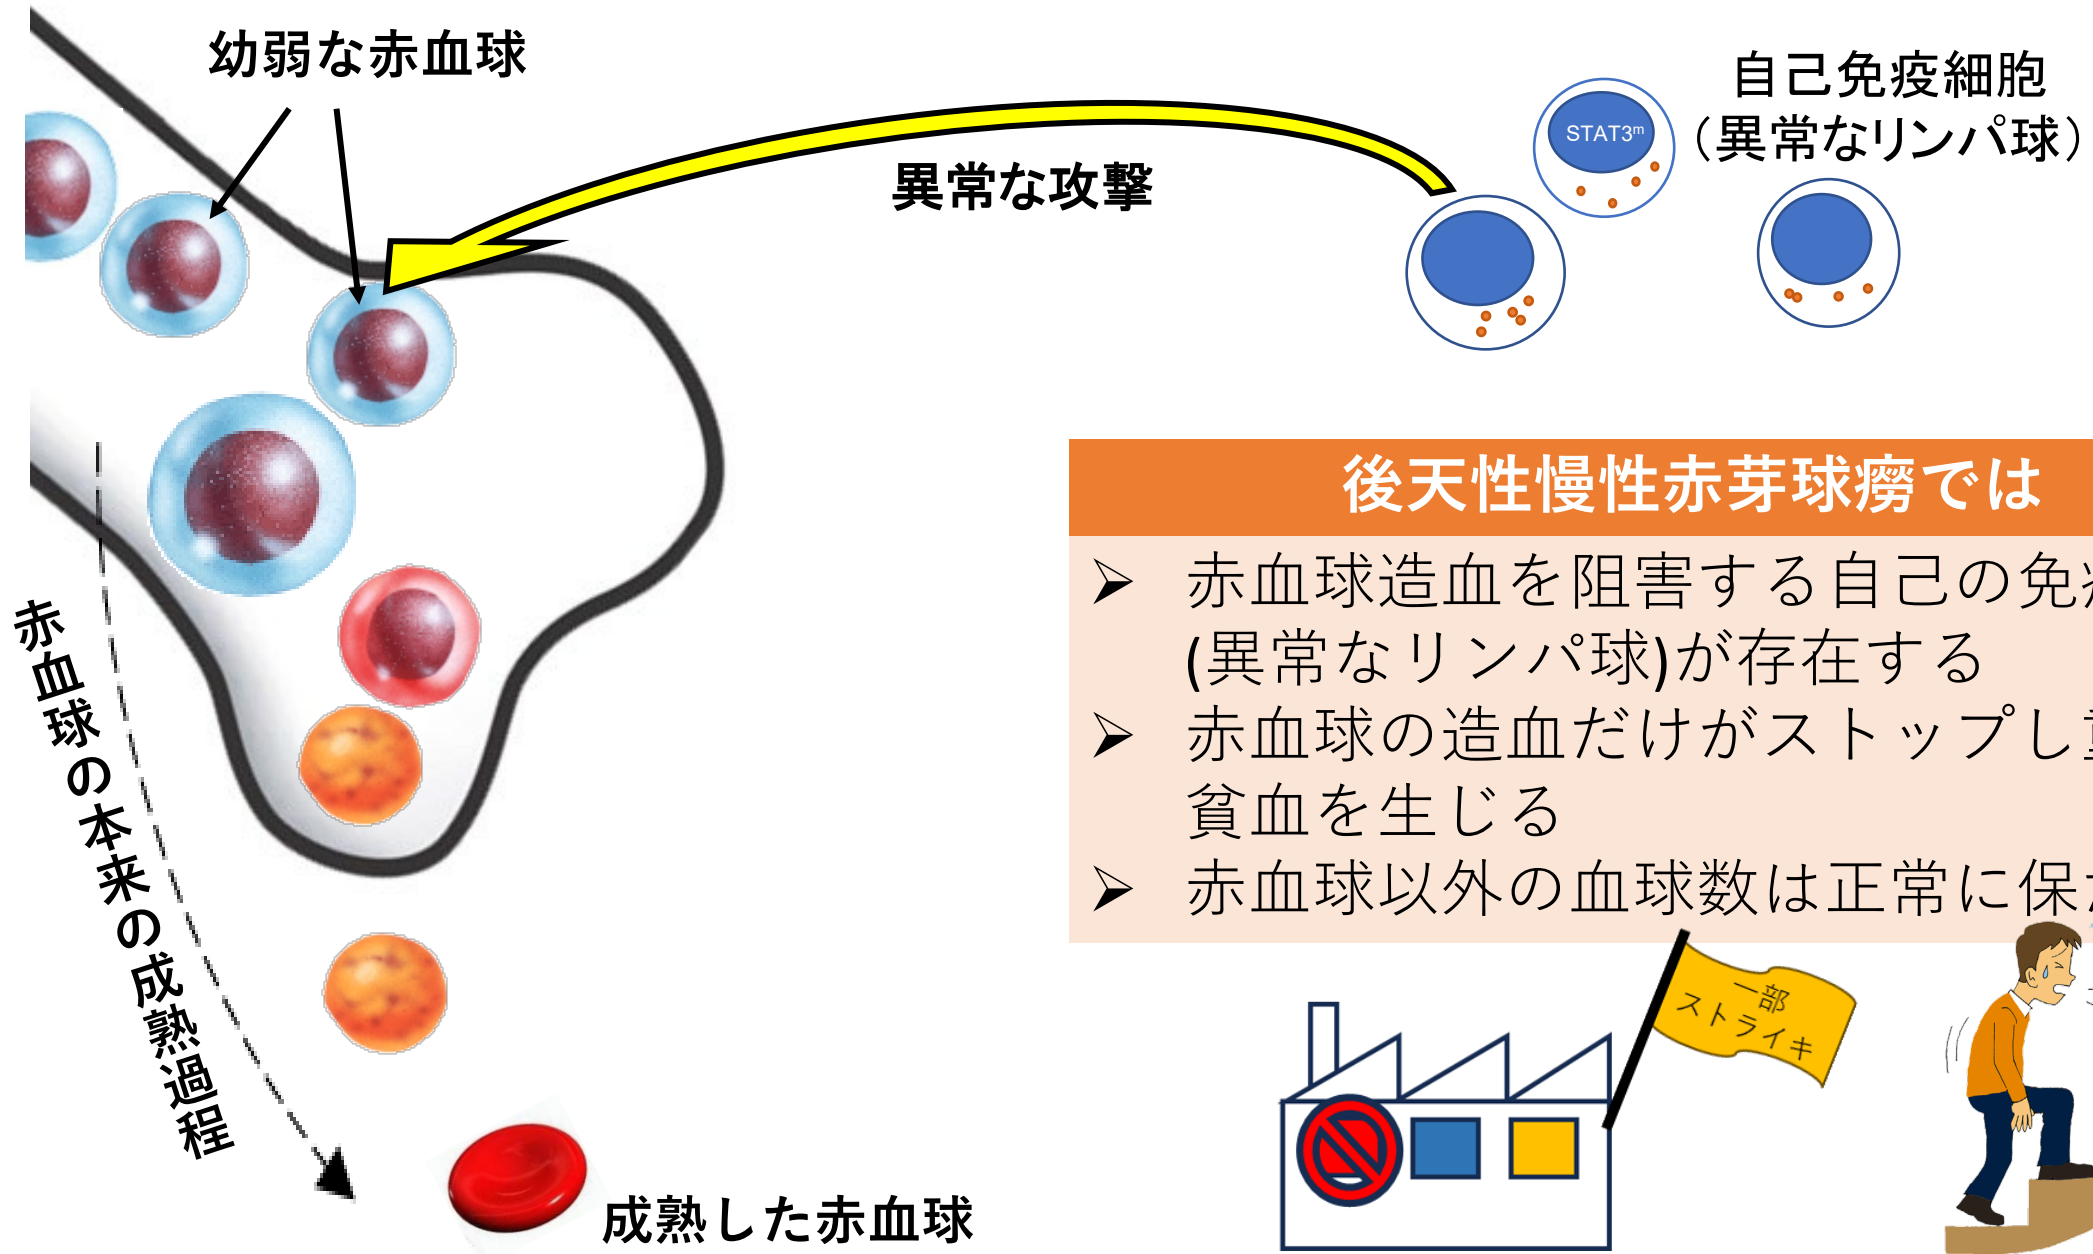 幼弱な赤血球
自己免疫細胞
（異常なリンパ球）
STAT3ᵐ
異常な攻撃
後天性慢性赤芽球癆では
➢ 赤血球造血を阻害する自己の免
(異常なリンパ球)が存在する
➢ 赤血球の造血だけがストップし
貧血を生じる
➢ 赤血球以外の血球数は正常に保
赤血球の本来の成熟過程
一部
ストライキ
成熟した赤血球